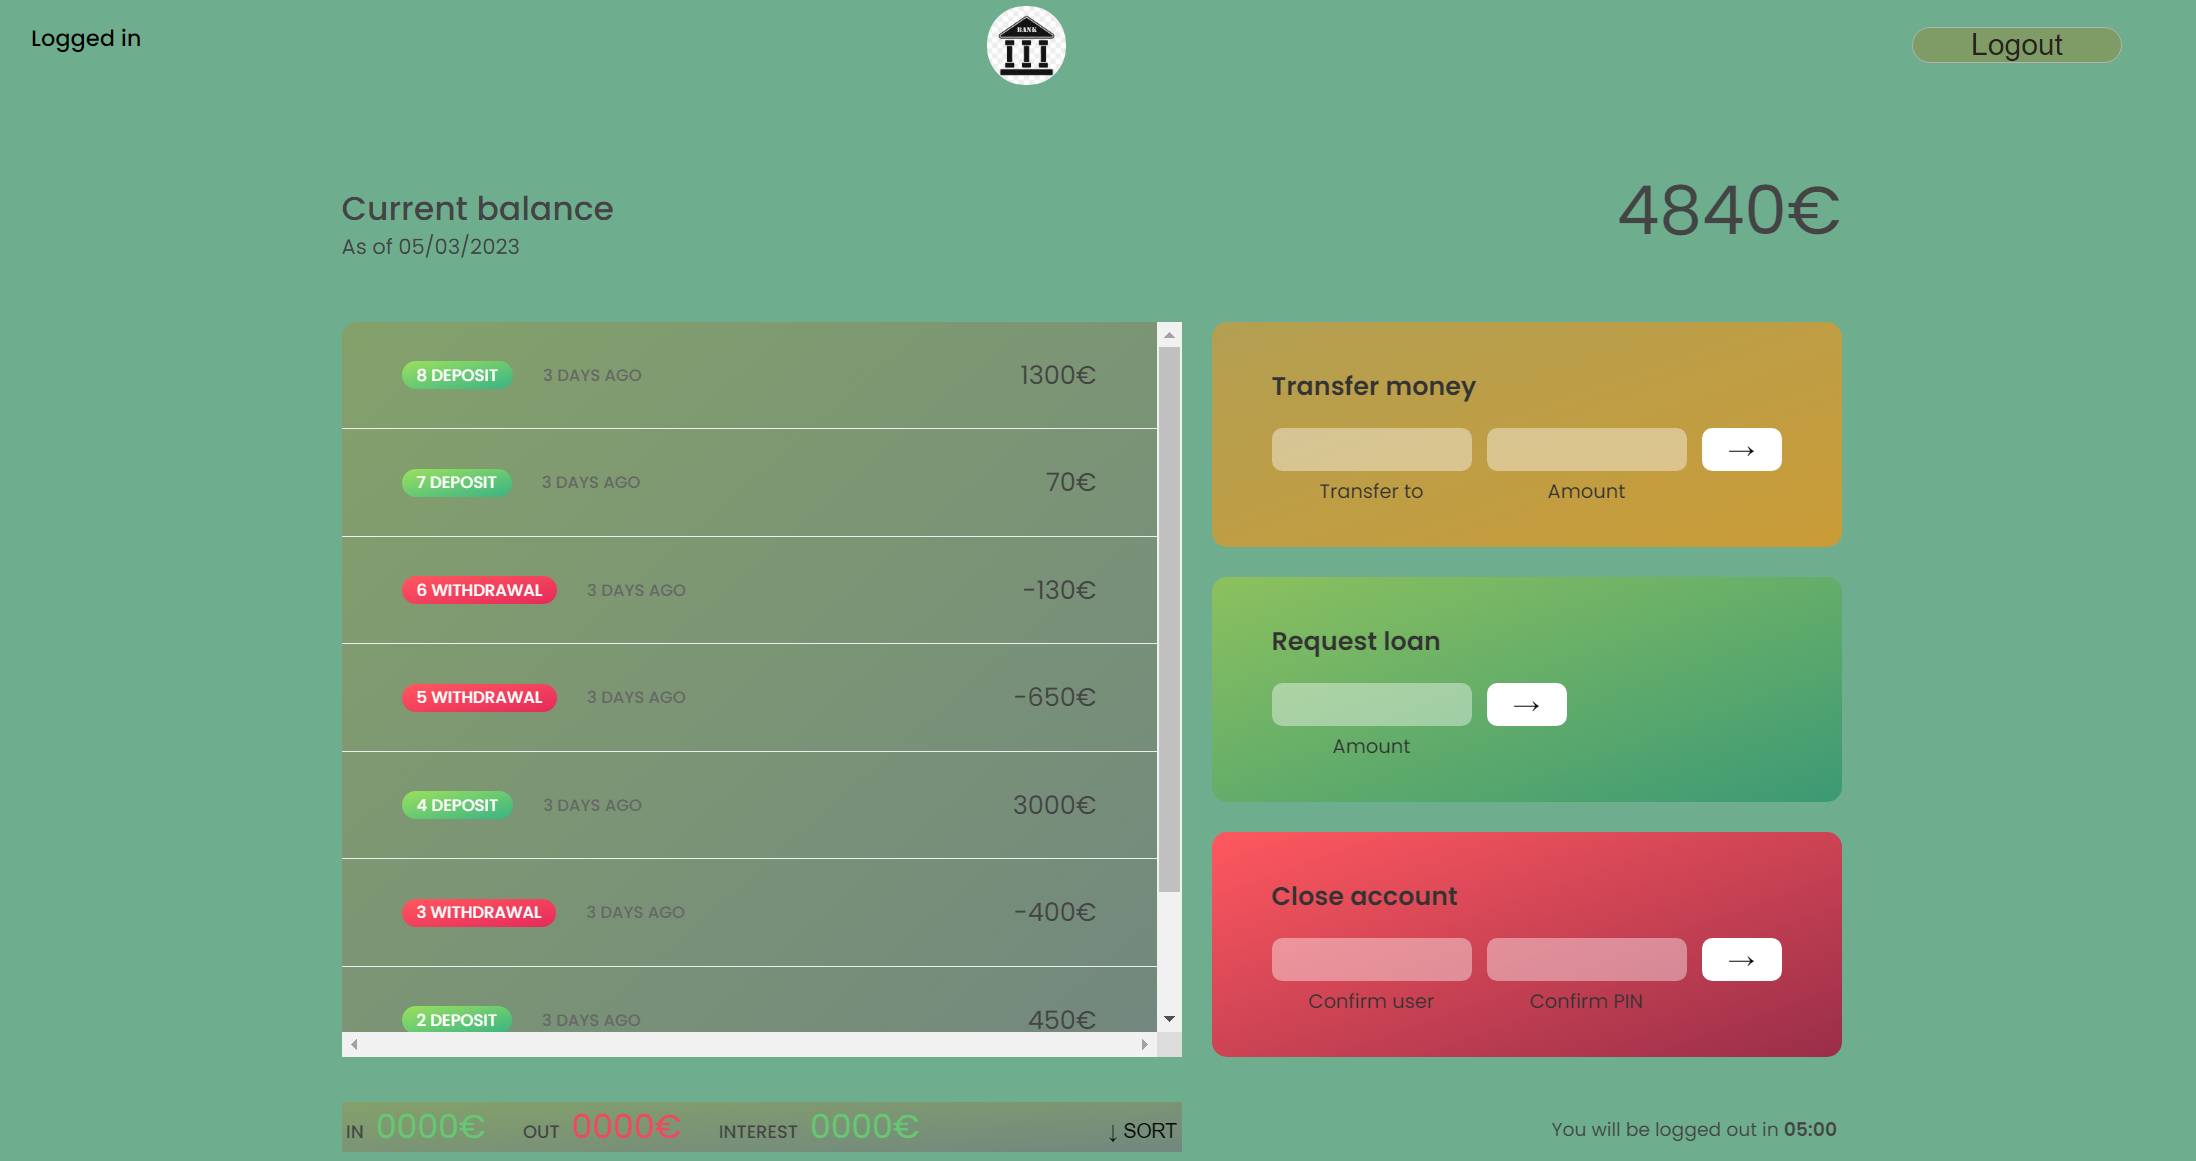 Logged in
BANK
Logout
Current balance
4840€
As of 05/03/2023
8 DEPOSIT 3 DAYS AGO 1300€
7 DEPOSIT 3 DAYS AGO 70€
6 WITHDRAWAL 3 DAYS AGO -130€
5 WITHDRAWAL 3 DAYS AGO -650€
4 DEPOSIT 3 DAYS AGO 3000€
3 WITHDRAWAL 3 DAYS AGO -400€
2 DEPOSIT 3 DAYS AGO 450€
Transfer money
→
Transfer to Amount
Request loan
→
Amount
Close account
→
Confirm user Confirm PIN
IN 0000€ OUT 0000€ INTEREST 0000€ ↓ SORT
You will be logged out in 05:00